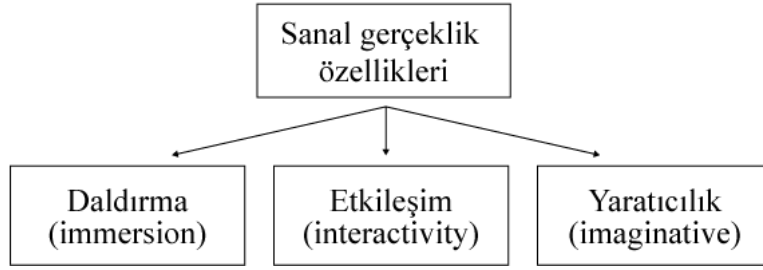 Sanal gerçeklik
özellikleri
Daldırma
(immersion)
Etkileşim
(interactivity)
Yaratıcılık
(imaginative)